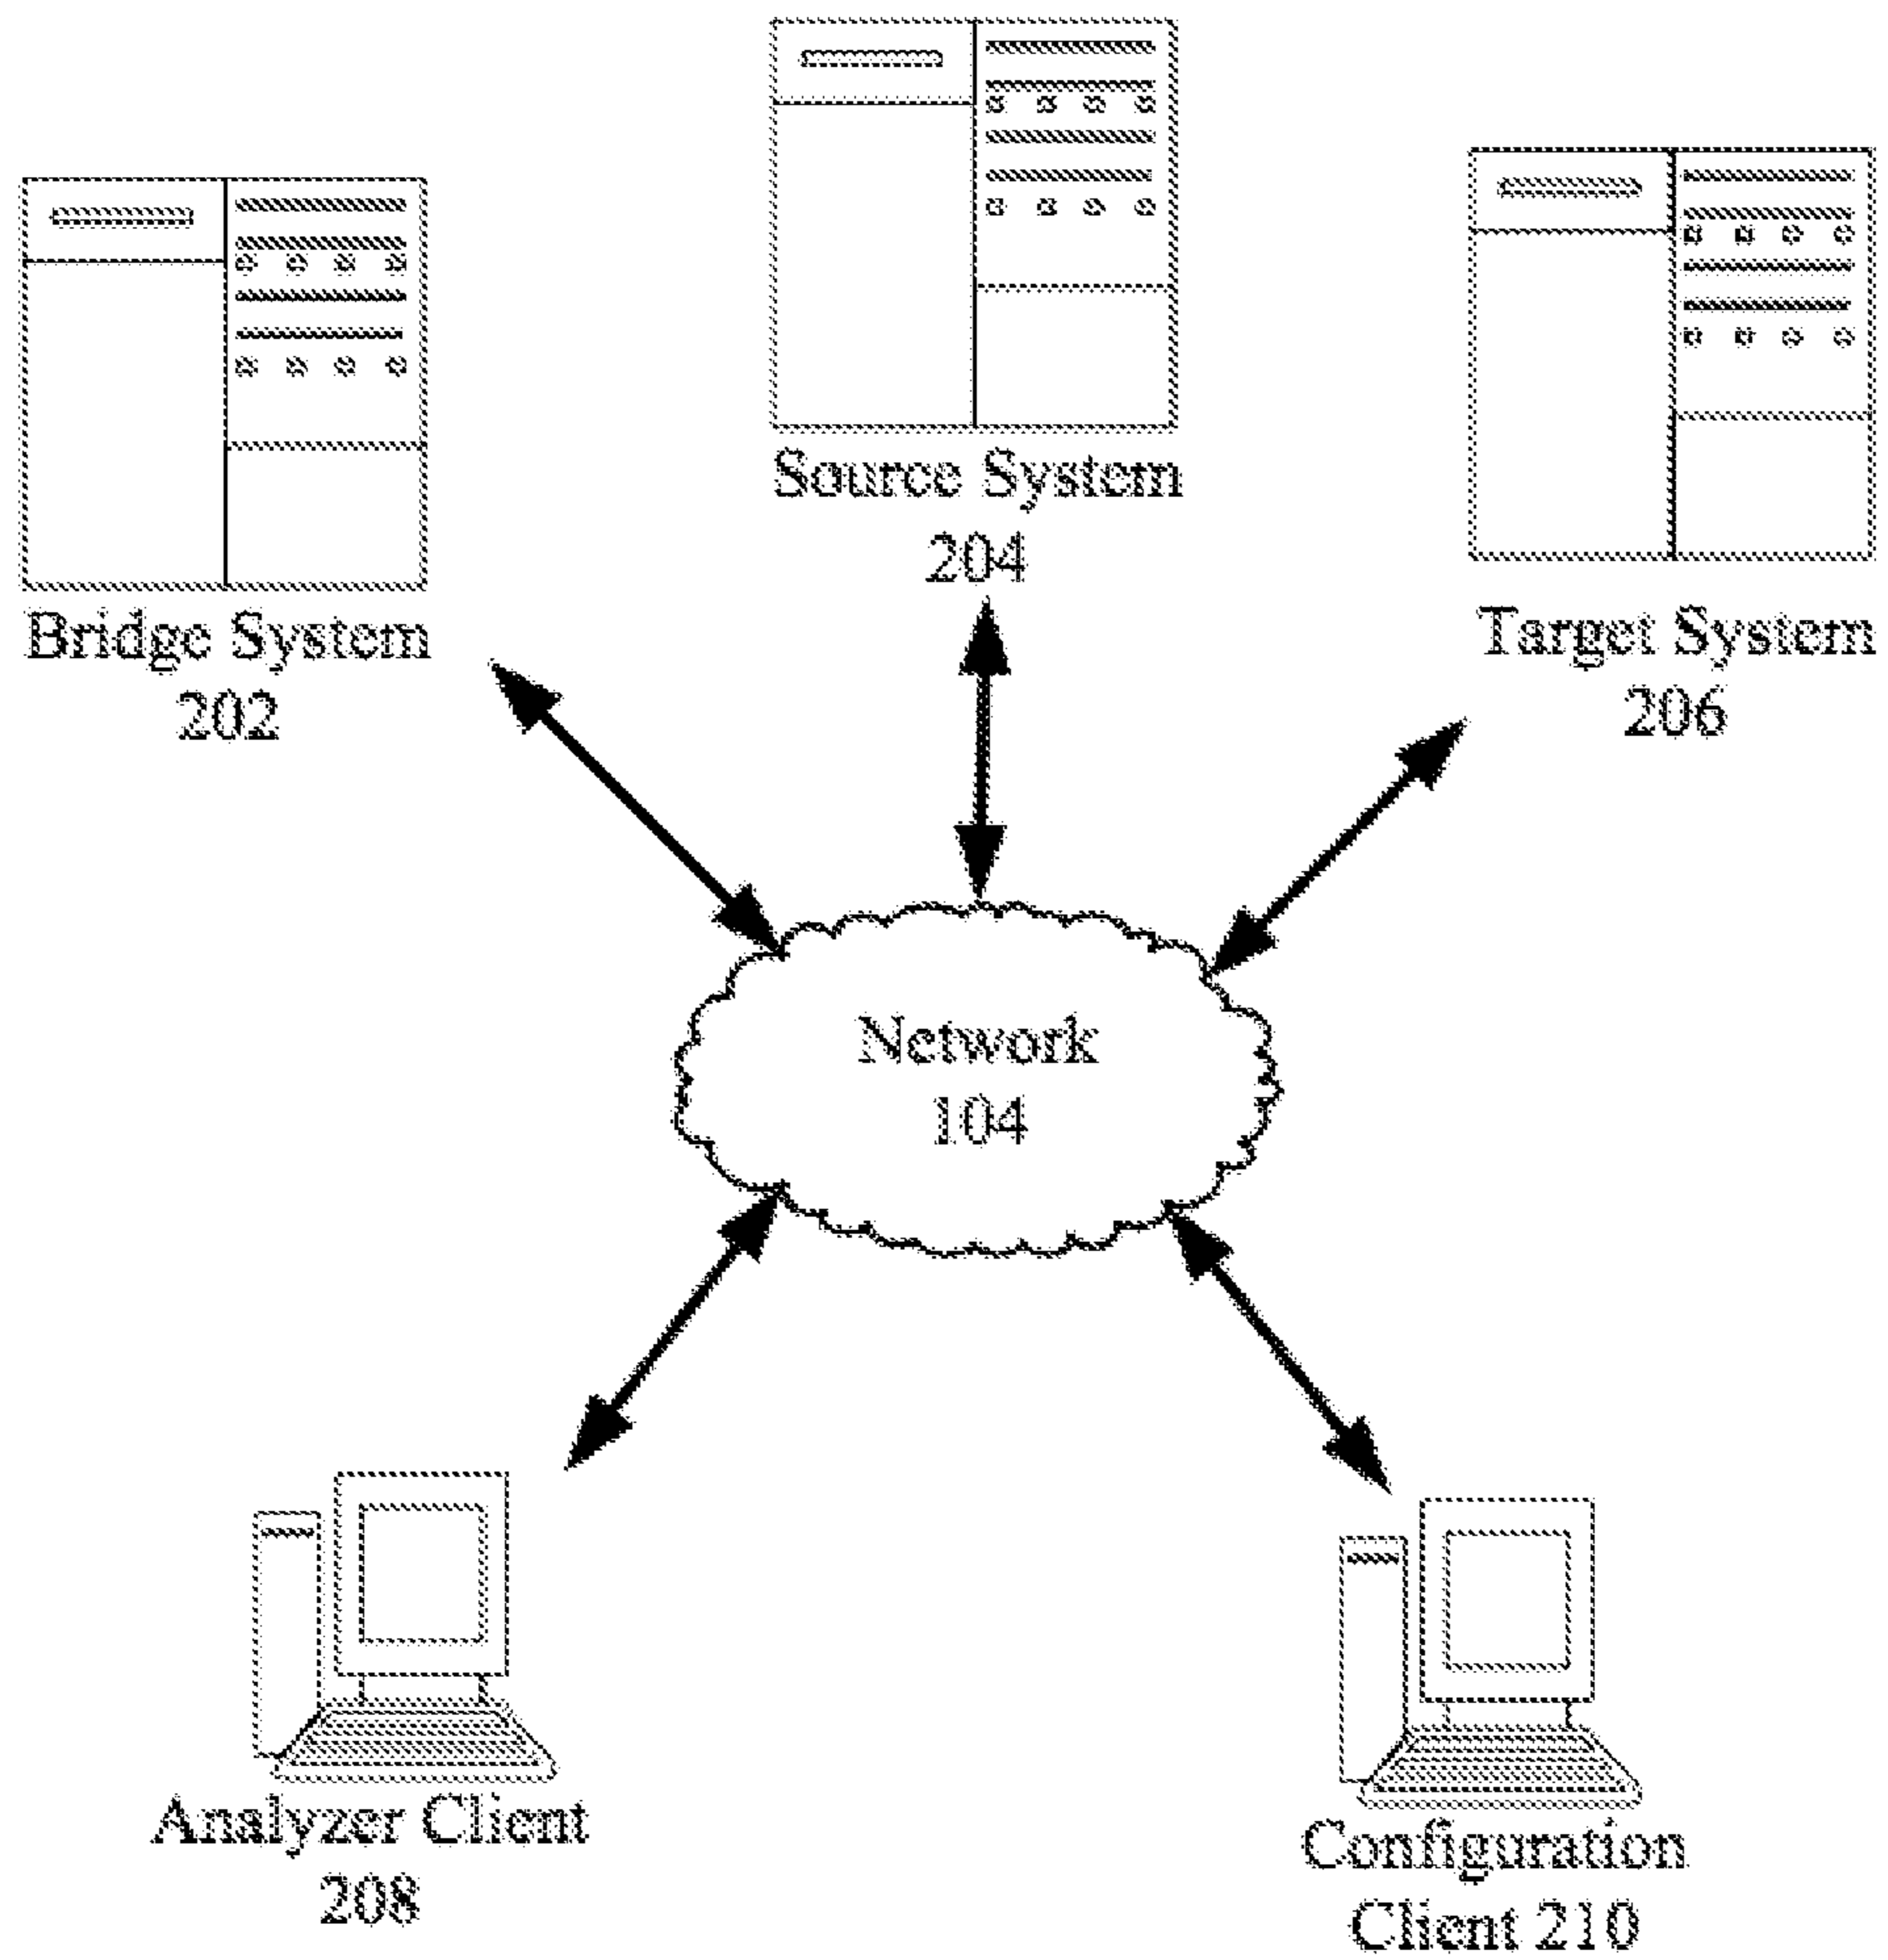 Source System
204
Bridge System
202
Target System
206
Network
104
Analyzer Client
208
Configuration
Client 210